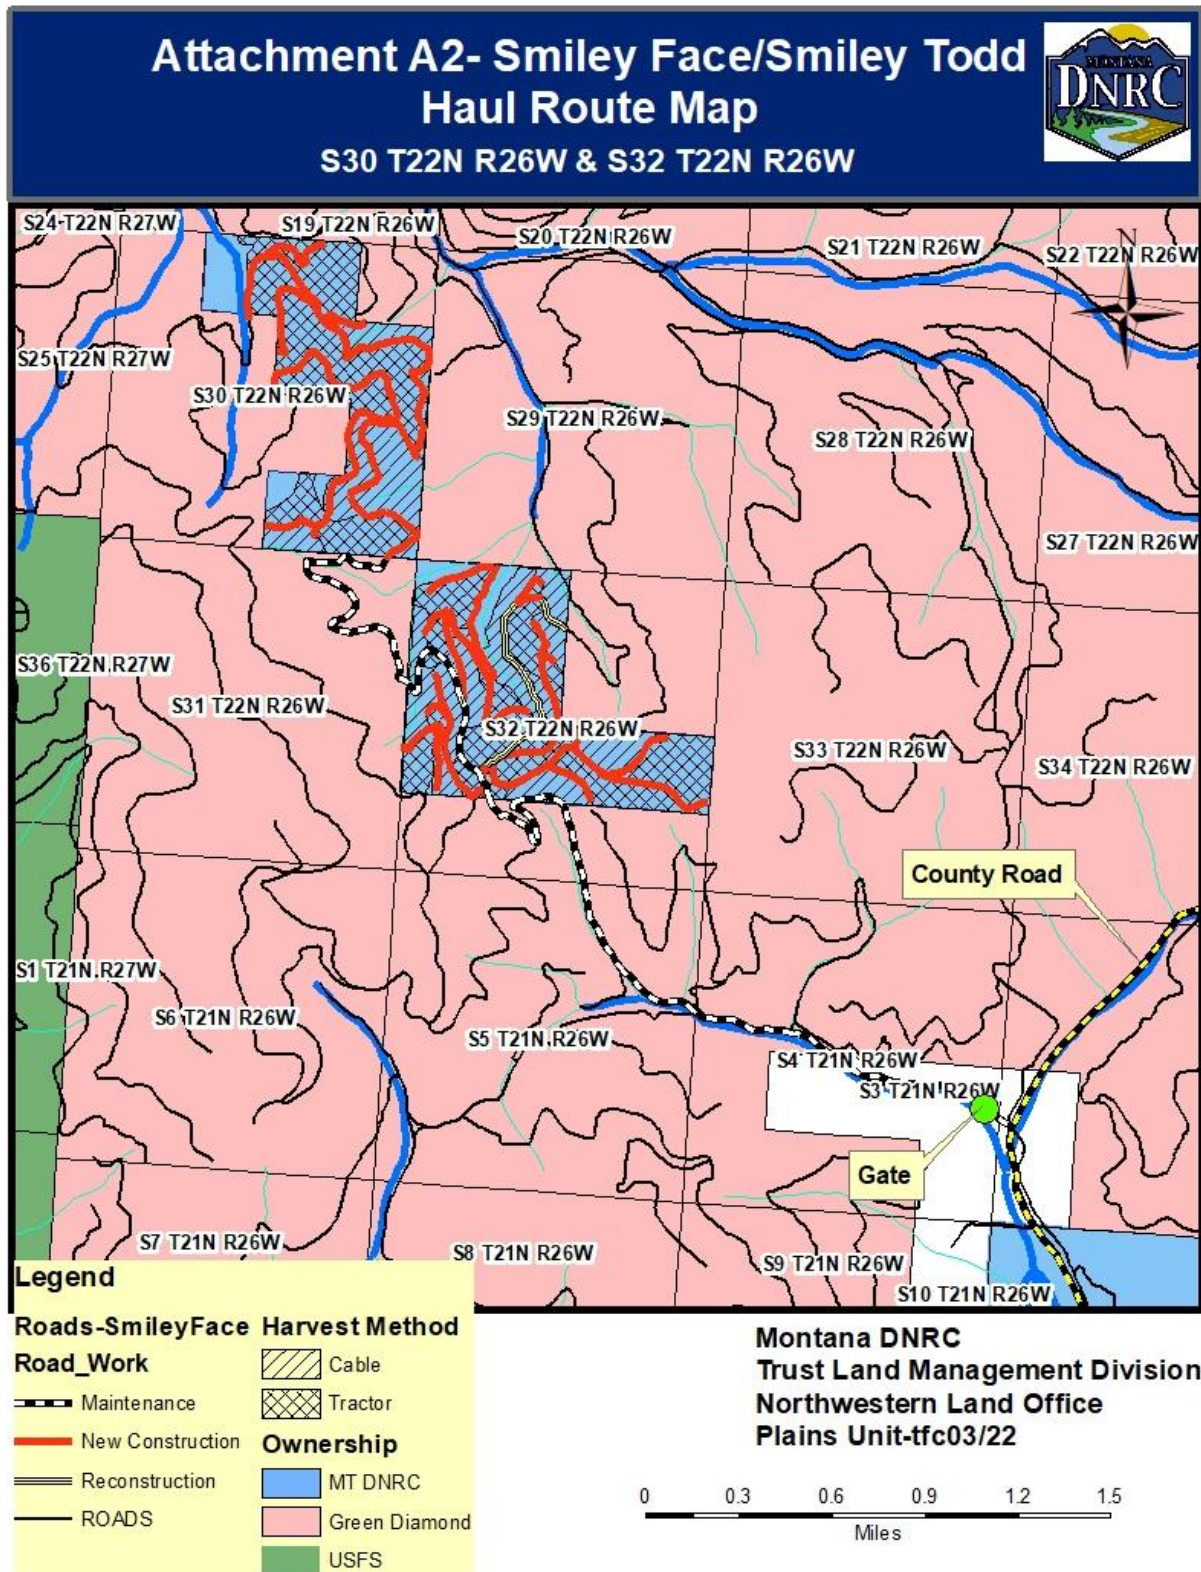 Attachment A2- Smiley Face/Smiley Todd
Haul Route Map
S30 T22N R26W & S32 T22N R26W
MONTANA
DNRC
S24 T22N R27W
S19 T22N R26W
S20 T22N R26W
S21 T22N R26W
S22 T22N R26W
N
S25 T22N R27W
S30 T22N R26W
S29 T22N R26W
S28 T22N R26W
S27 T22N R26W
S36 T22N R27W
S31 T22N R26W
S32 T22N R26W
S33 T22N R26W
S34 T22N R26W
County Road
S1 T21N R27W
S6 T21N R26W
S5 T21N R26W
S4 T21N R26W
S3 T21N R26W
Gate
S7 T21N R26W
S8 T21N R26W
S9 T21N R26W
S10 T21N R26W
Legend
Roads-SmileyFace
Road_Work
Maintenance
New Construction
Reconstruction
ROADS
Harvest Method
Cable
Tractor
Ownership
MT DNRC
Green Diamond
USFS
Montana DNRC
Trust Land Management Division
Northwestern Land Office
Plains Unit-tfc03/22
0 0.3 0.6 0.9 1.2 1.5
Miles